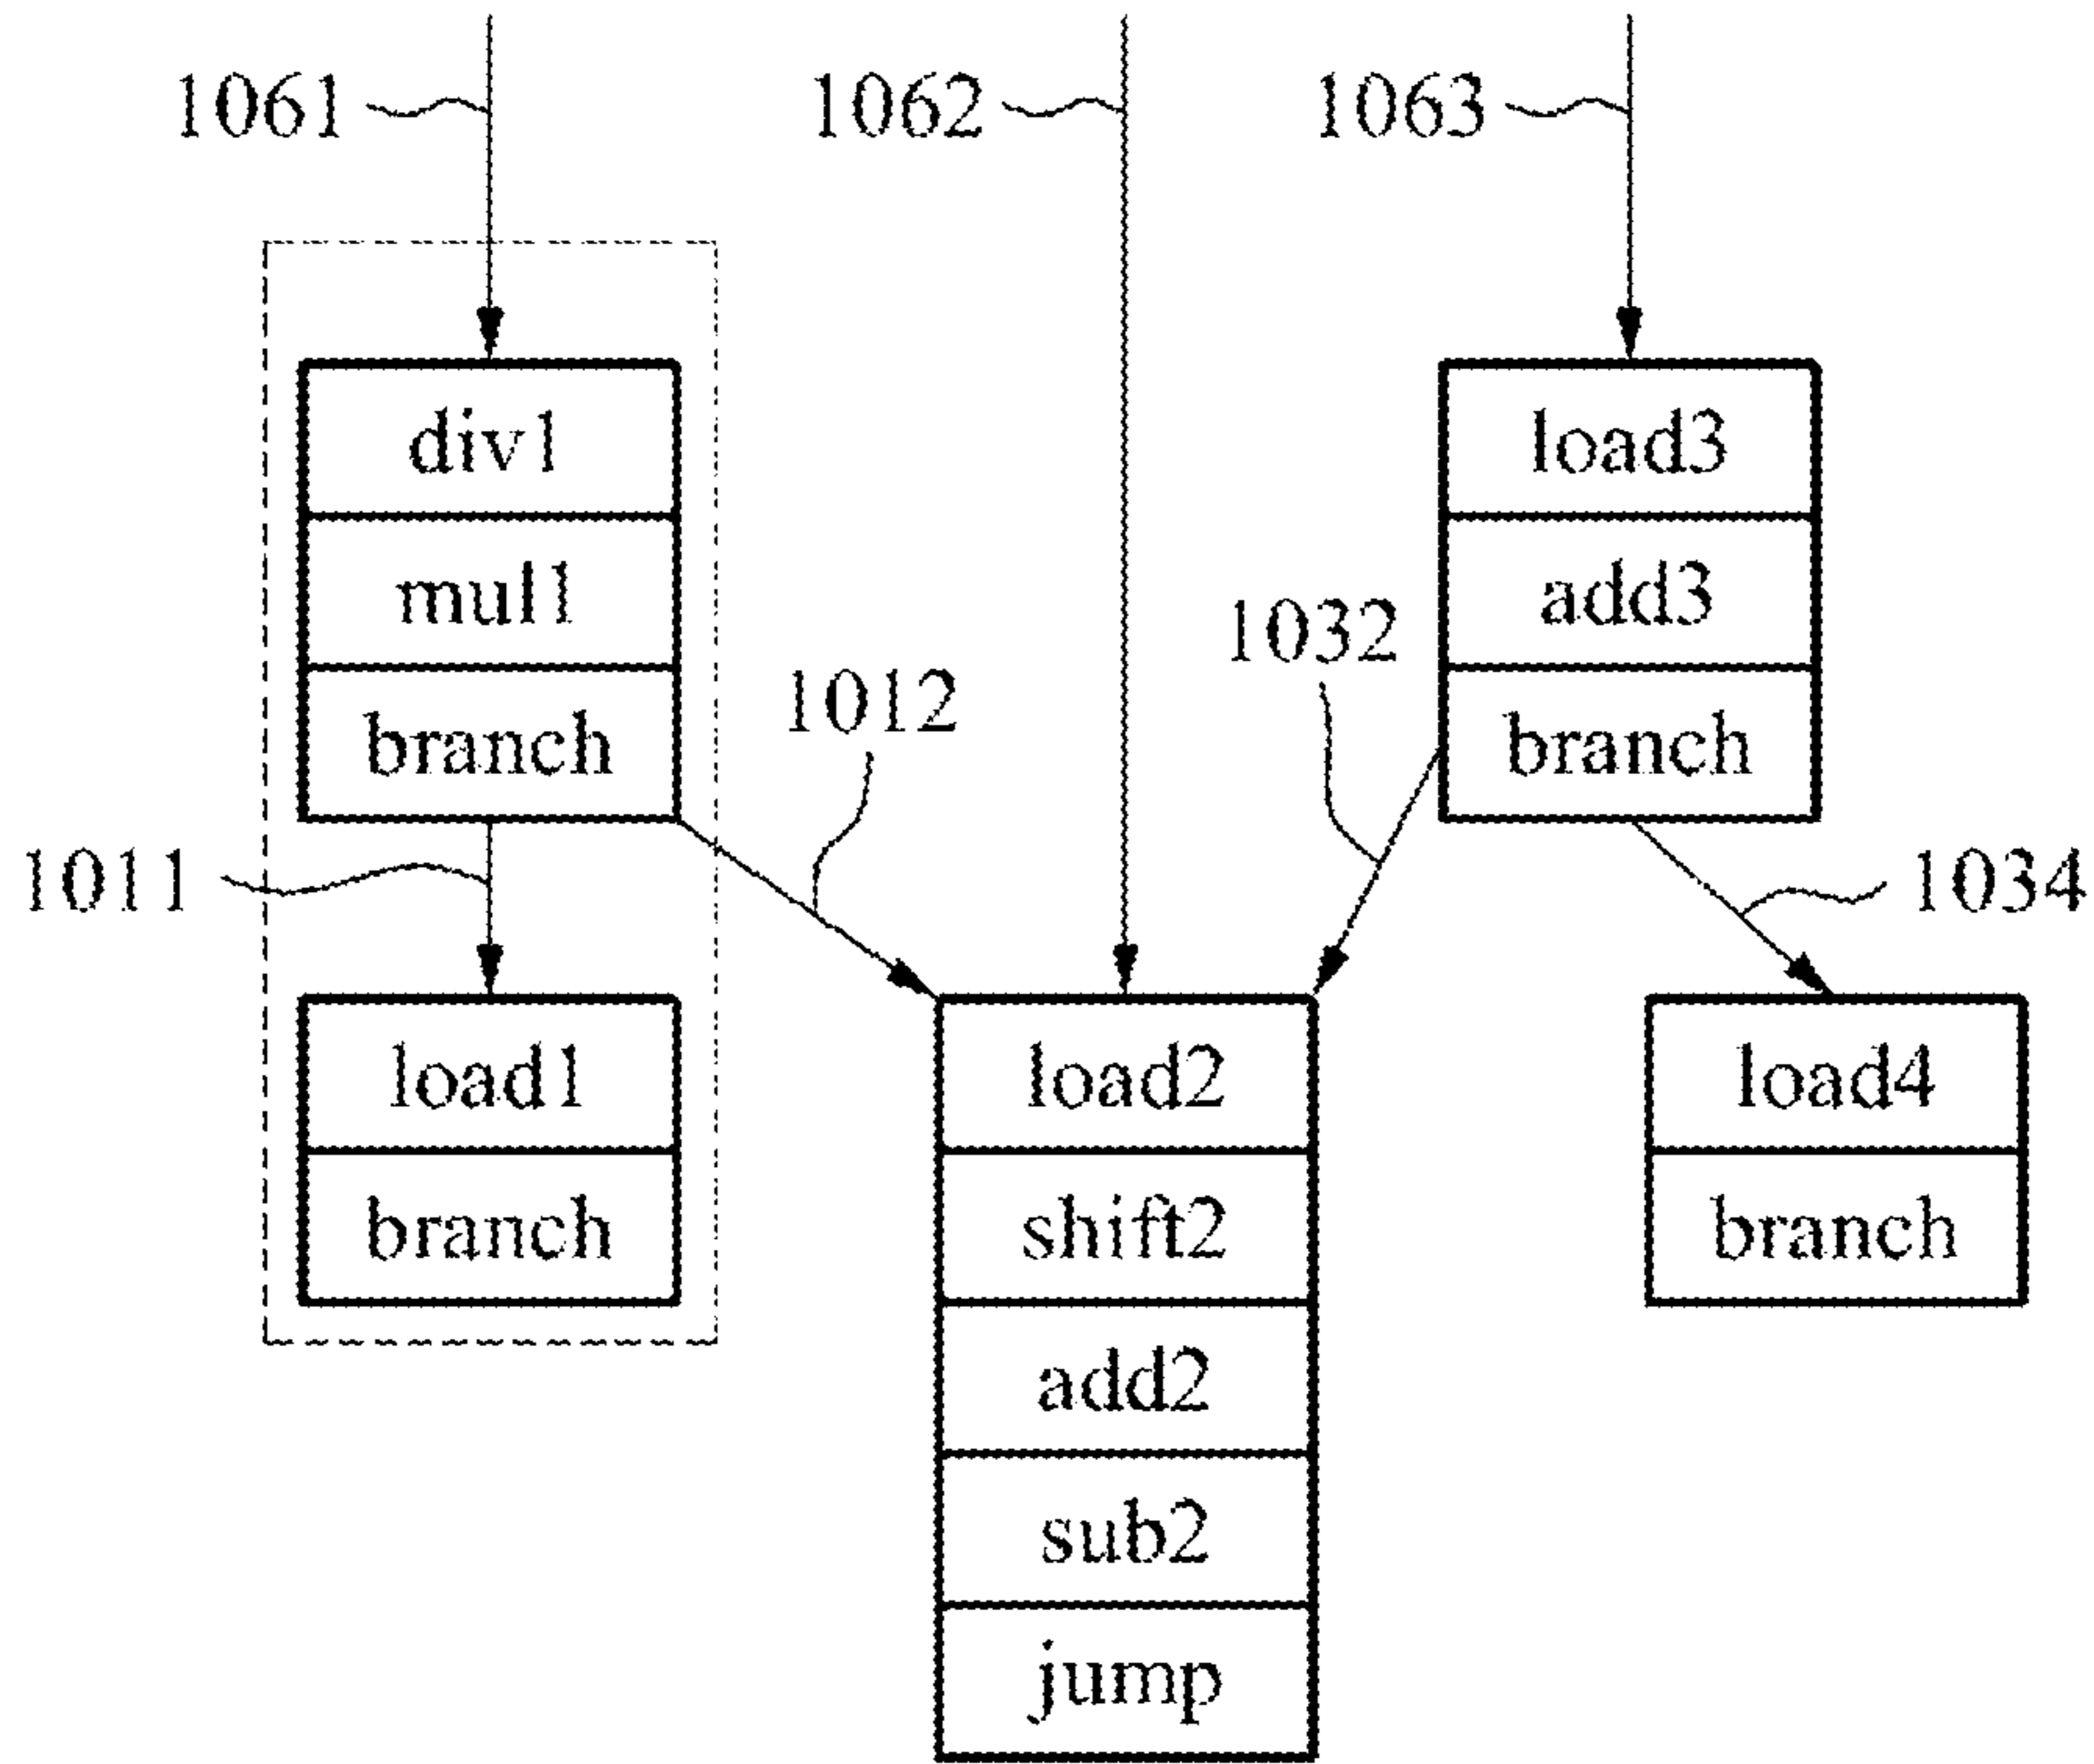 1061
1062
1063
div1
mul1
branch
load3
add3
branch
1032
1012
1011
1034
load1
branch
load2
shift2
add2
sub2
jump
load4
branch